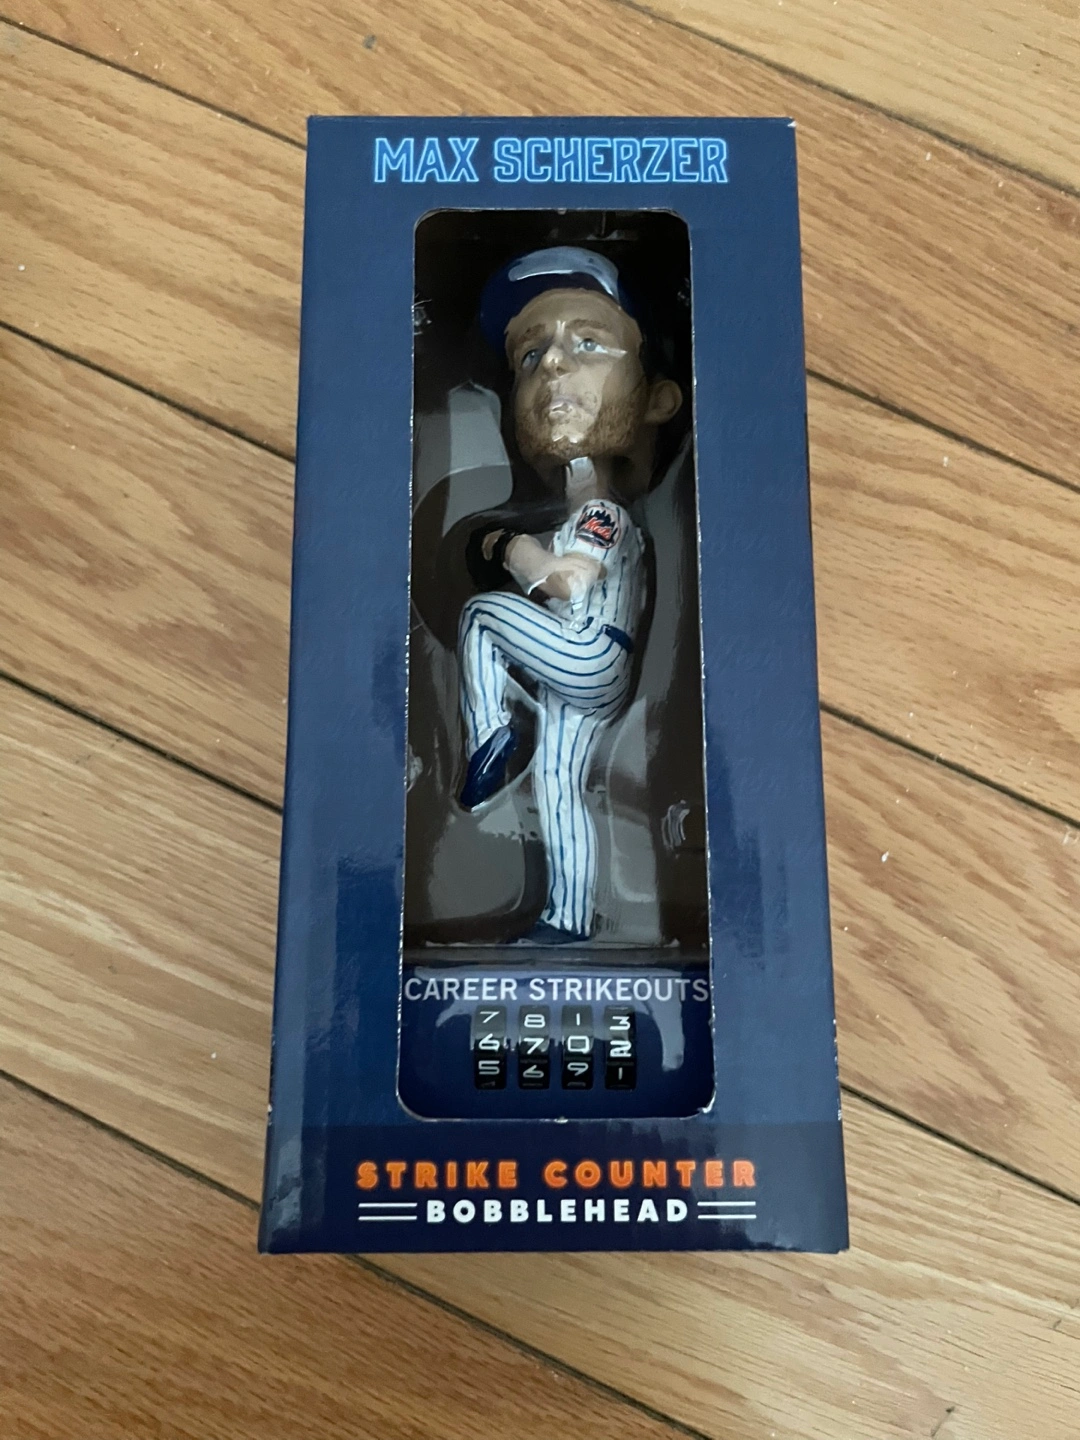 MAX SCHERZER
Mets
CAREER STRIKEOUTS
7 8 1 3
6 7 0 2
5 6 9 1
STRIKE COUNTER
BOBBLEHEAD